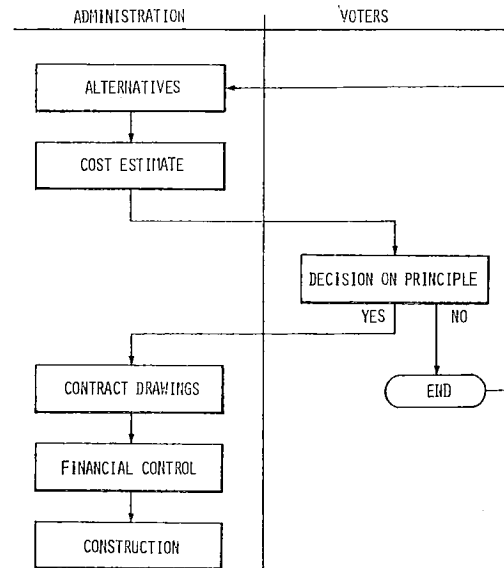 ADMINISTRATION
VOTERS
ALTERNATIVES
COST ESTIMATE
DECISION ON PRINCIPLE
YES
NO
CONTRACT DRAWINGS
END
FINANCIAL CONTROL
CONSTRUCTION